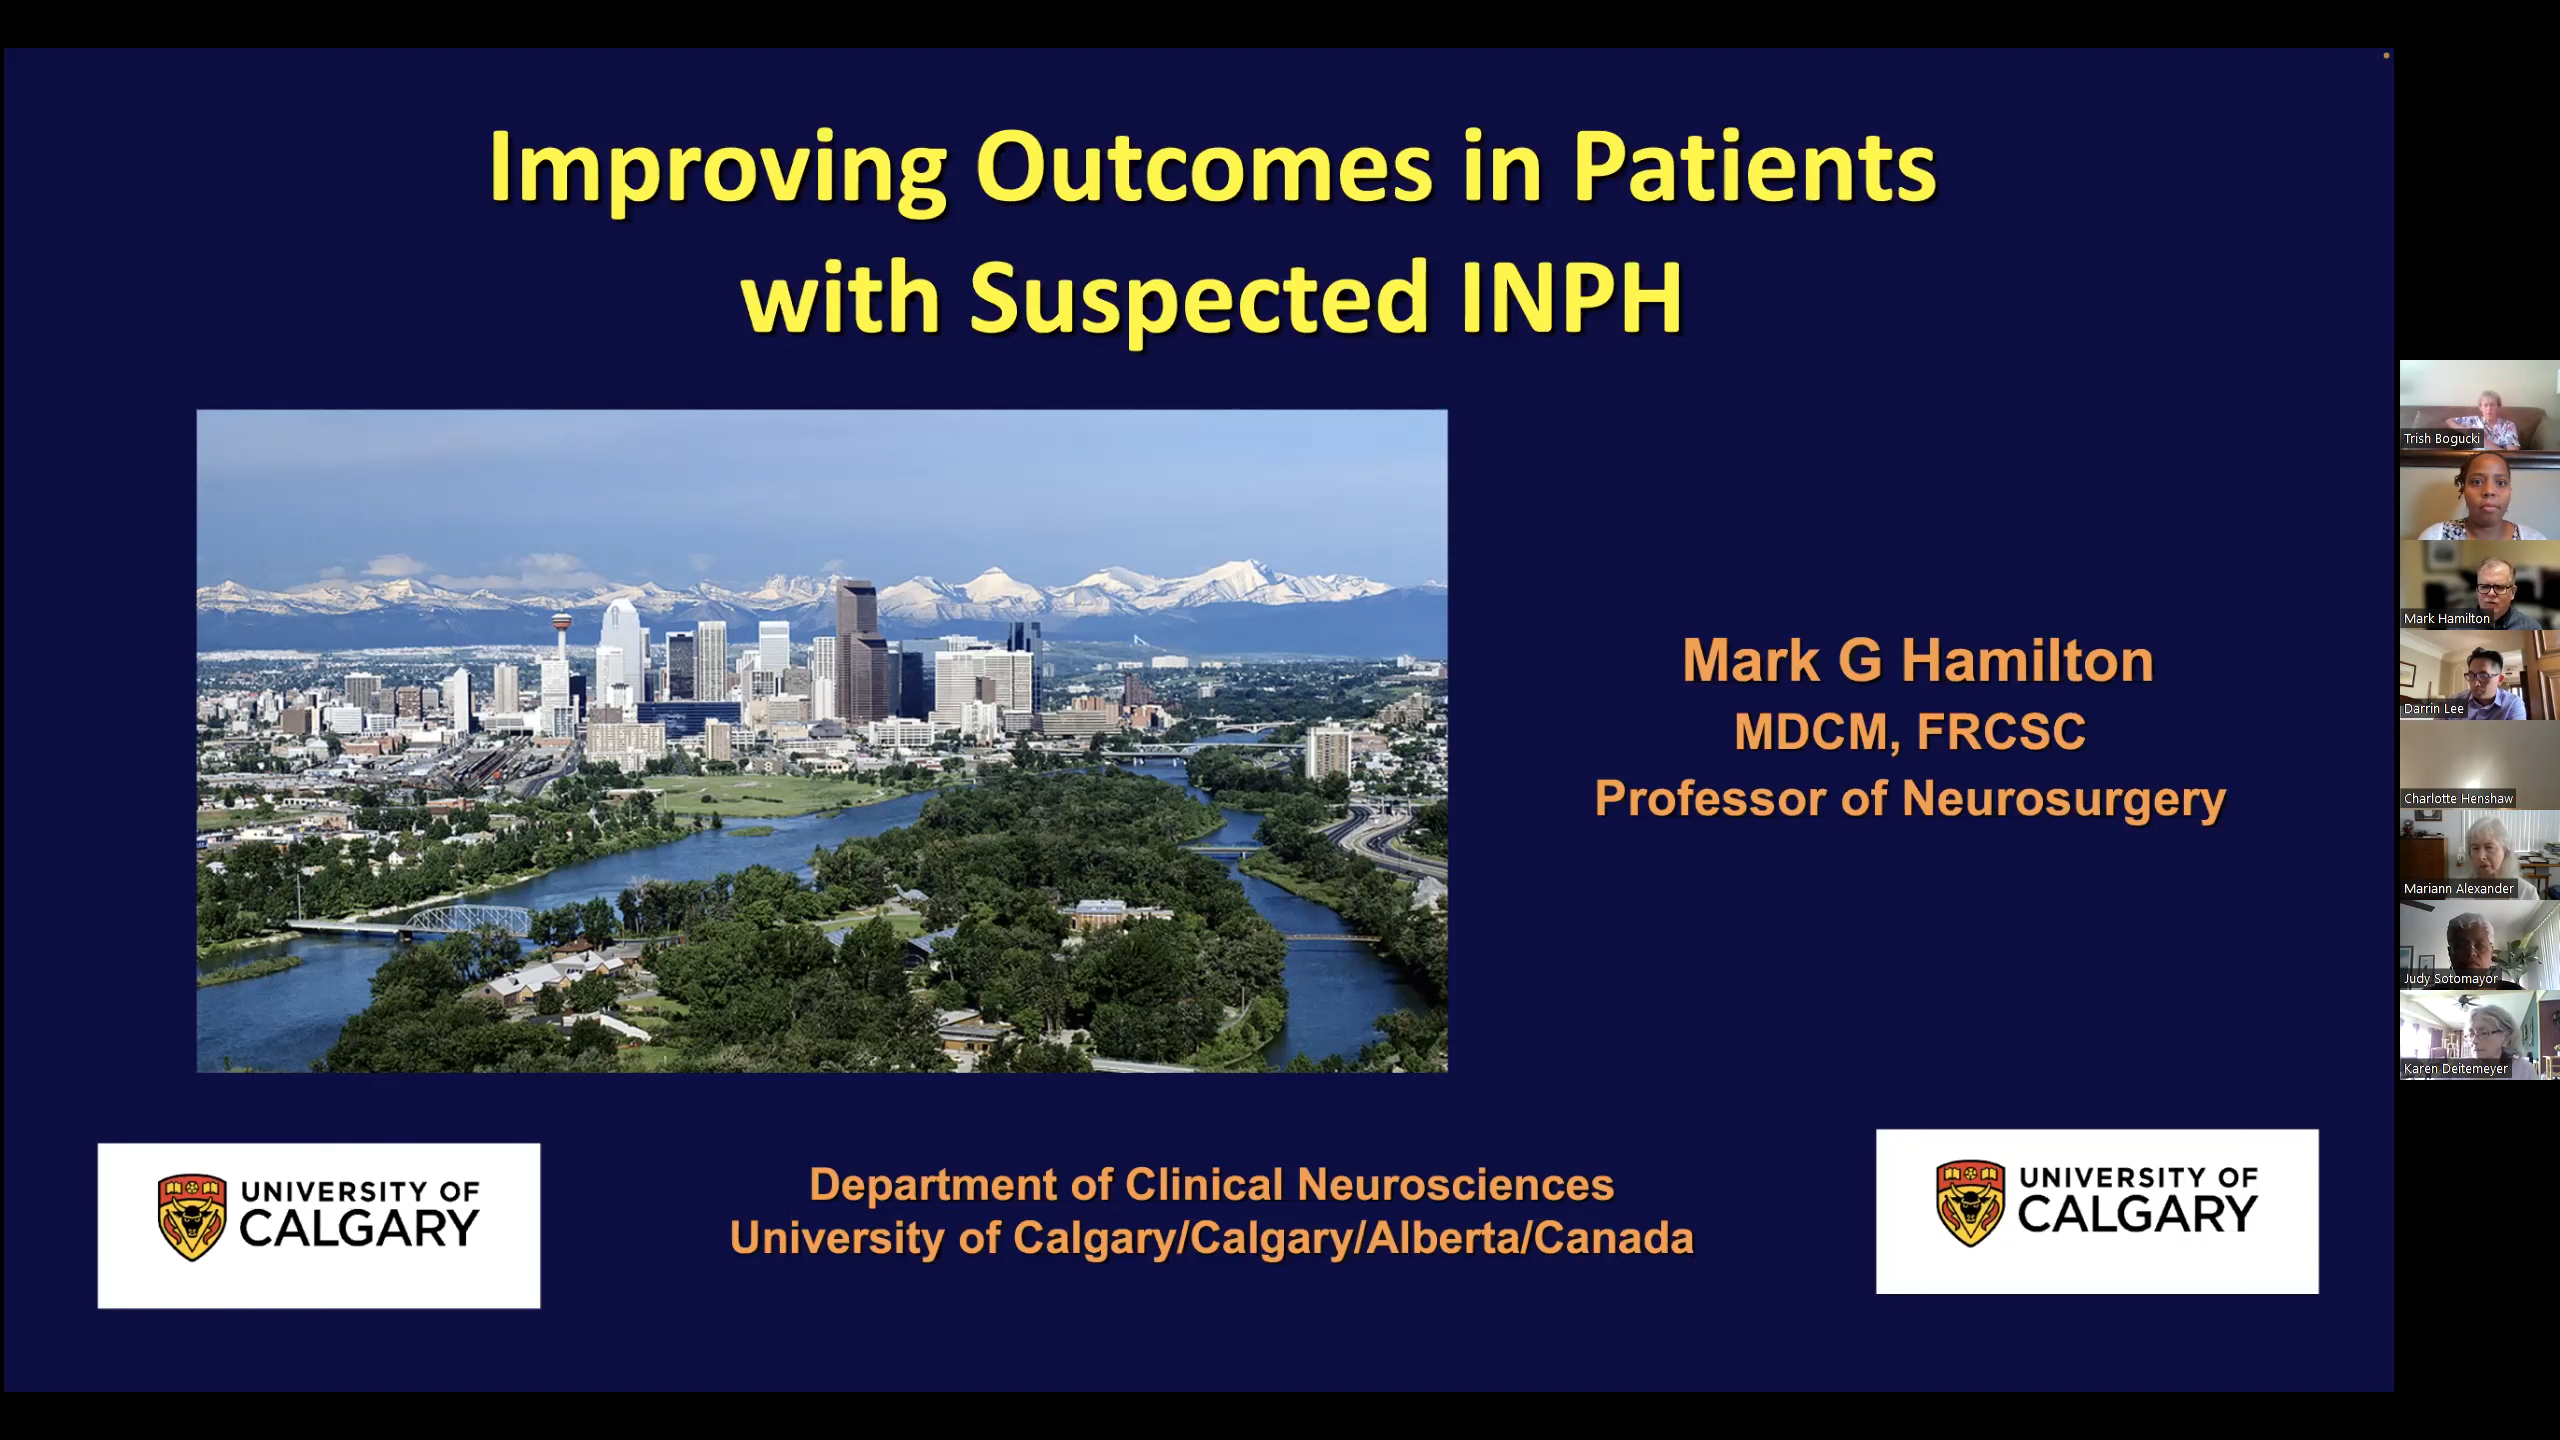 Improving Outcomes in Patients
with Suspected INPH
Mark G Hamilton
MDCM, FRCSC
Professor of Neurosurgery
Department of Clinical Neurosciences
University of Calgary/Calgary/Alberta/Canada
UNIVERSITY OF
CALGARY
UNIVERSITY OF
CALGARY
Trish Bogucki
Mark Hamilton
Darrin Lee
Charlotte Henshaw
Mariann Alexander
Judy Sotomayor
Karen Deitemeyer